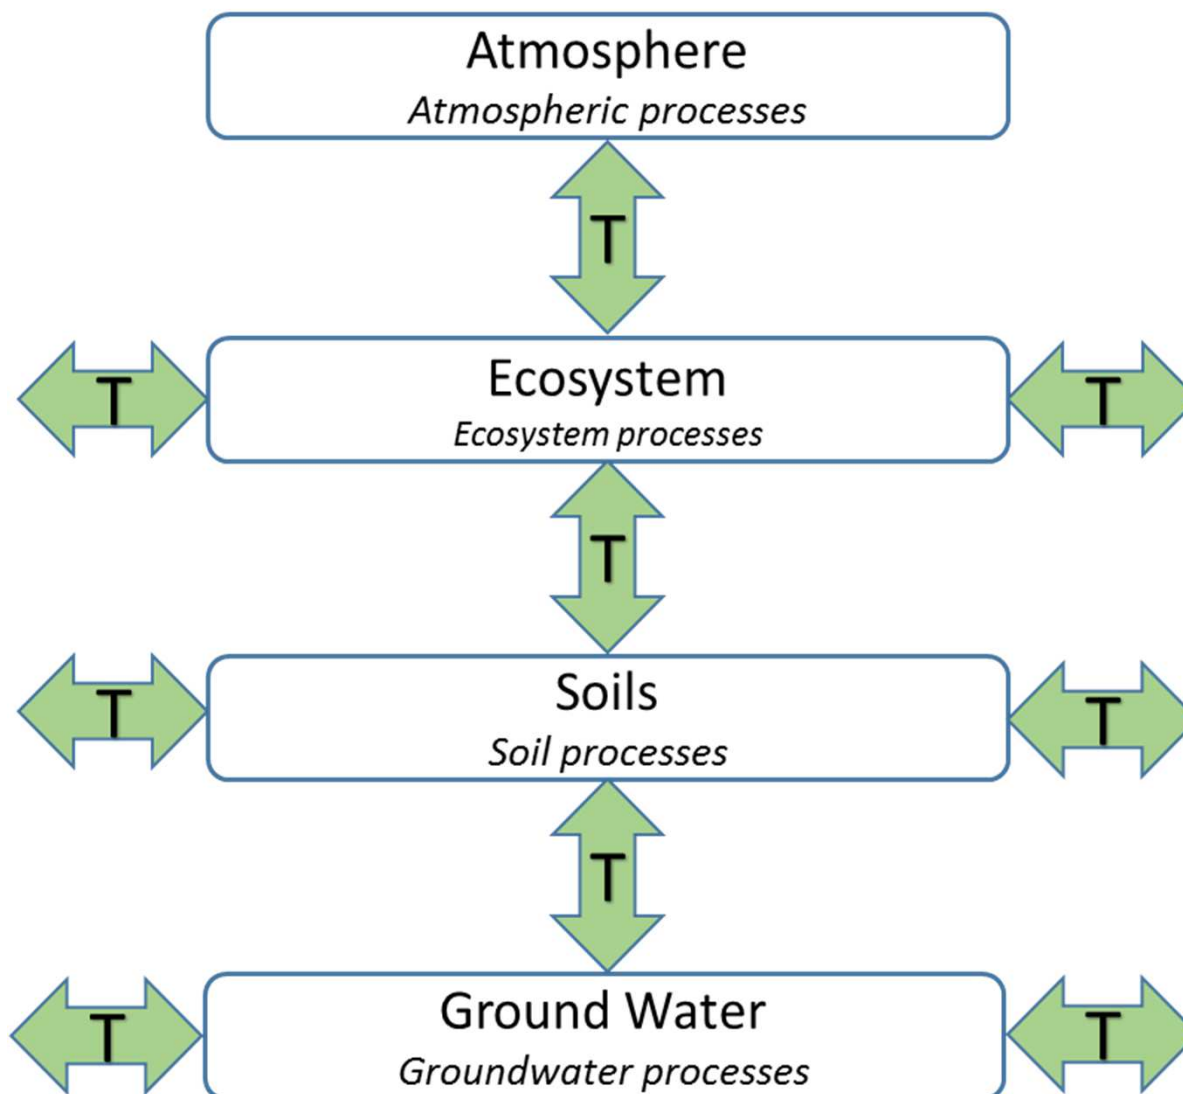 Atmosphere
Atmospheric processes
T
T
Ecosystem
Ecosystem processes
T
T
T
Soils
Soil processes
T
T
T
Ground Water
Groundwater processes
T